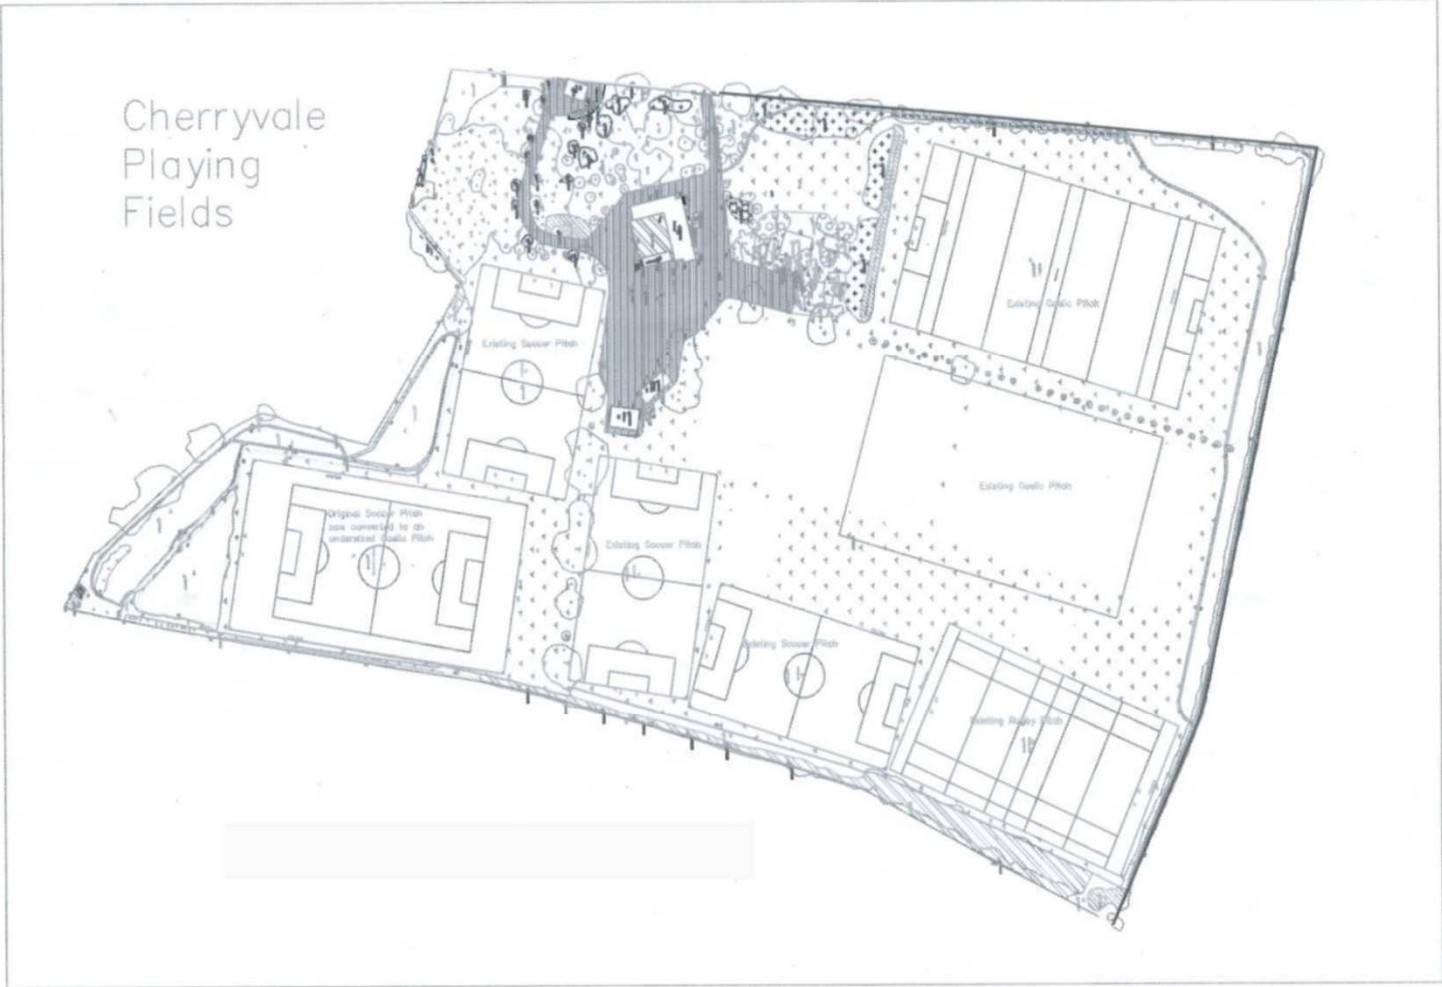 Cherryvale
Playing
Fields
Existing Gaelic Pitch
Existing Soccer Pitch
Existing Gaelic Pitch
Original Soccer Pitch
now converted to an
undersized Gaelic Pitch
Existing Soccer Pitch
Existing Soccer Pitch
Existing Rugby Pitch